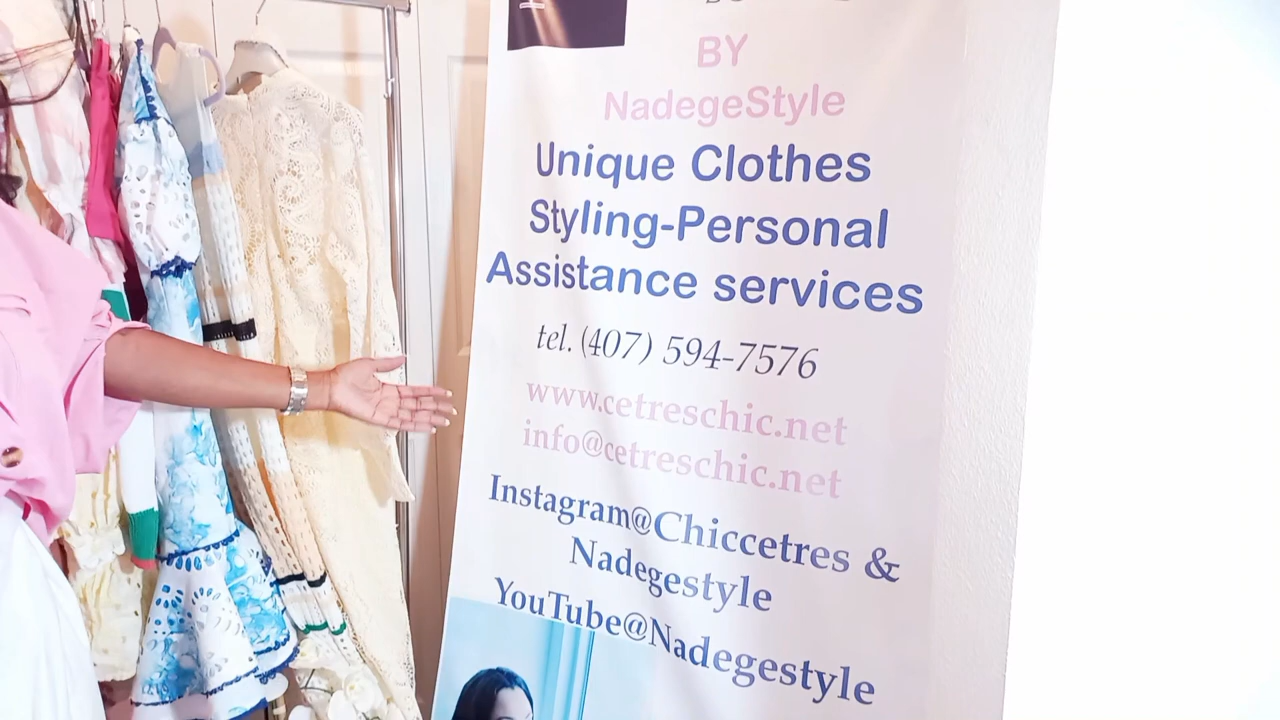 BY
NadegeStyle
Unique Clothes
Styling-Personal
Assistance services
tel. (407) 594-7576
www.cetreschic.net
info@cetreschic.net
Instagram@Chiccetres &
Nadegestyle
YouTube@Nadegestyle